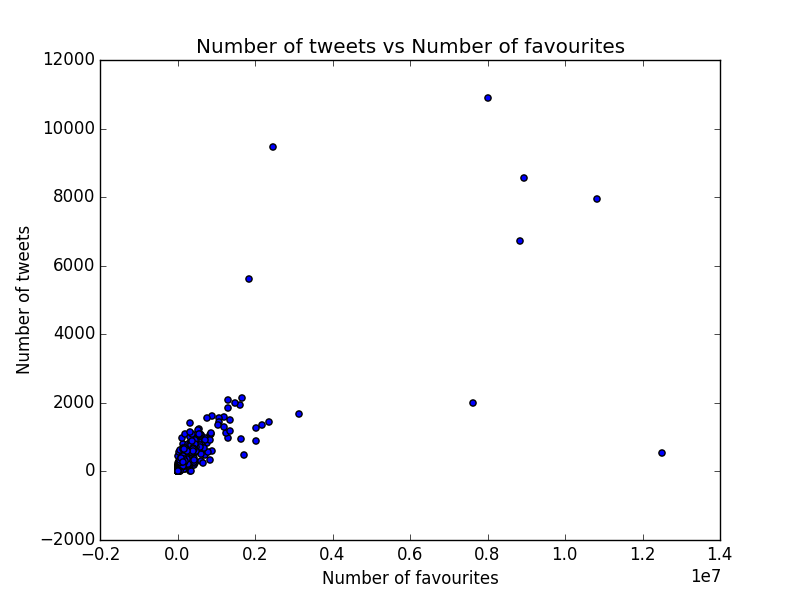 Number of tweets vs Number of favourites
12000
10000
8000
6000
4000
2000
0
−2000
Number of tweets
−0.2 0.0 0.2 0.4 0.6 0.8 1.0 1.2 1.4
1e7
Number of favourites